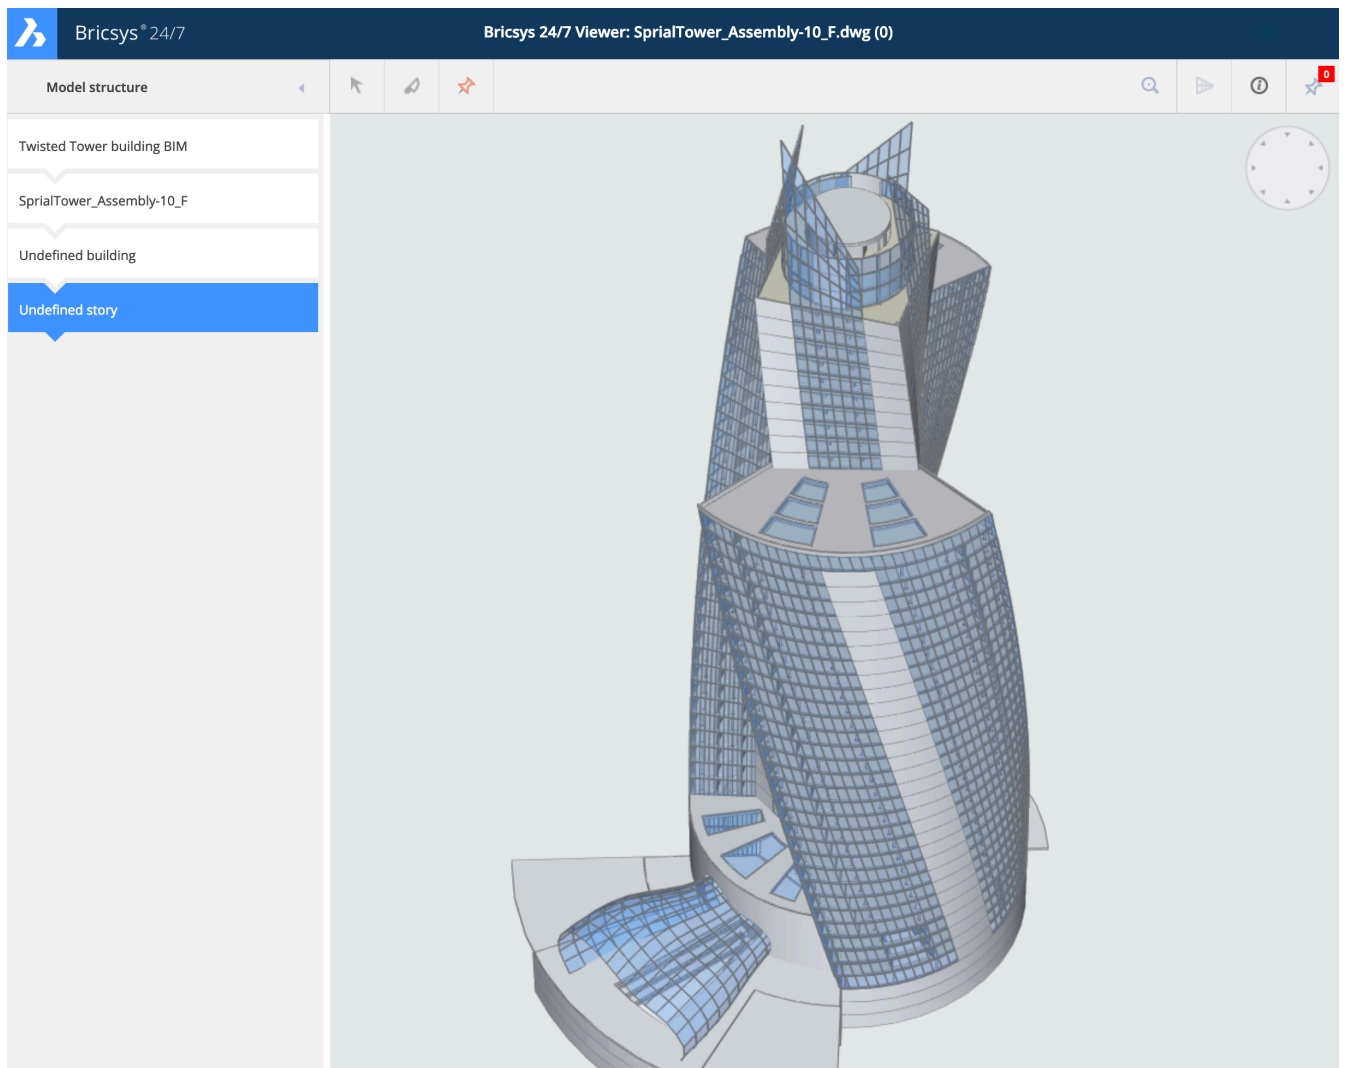 Bricsys® 24/7
Bricsys 24/7 Viewer: SprialTower_Assembly-10_F.dwg (0)
Model structure
0
Twisted Tower building BIM
SprialTower_Assembly-10_F
Undefined building
Undefined story